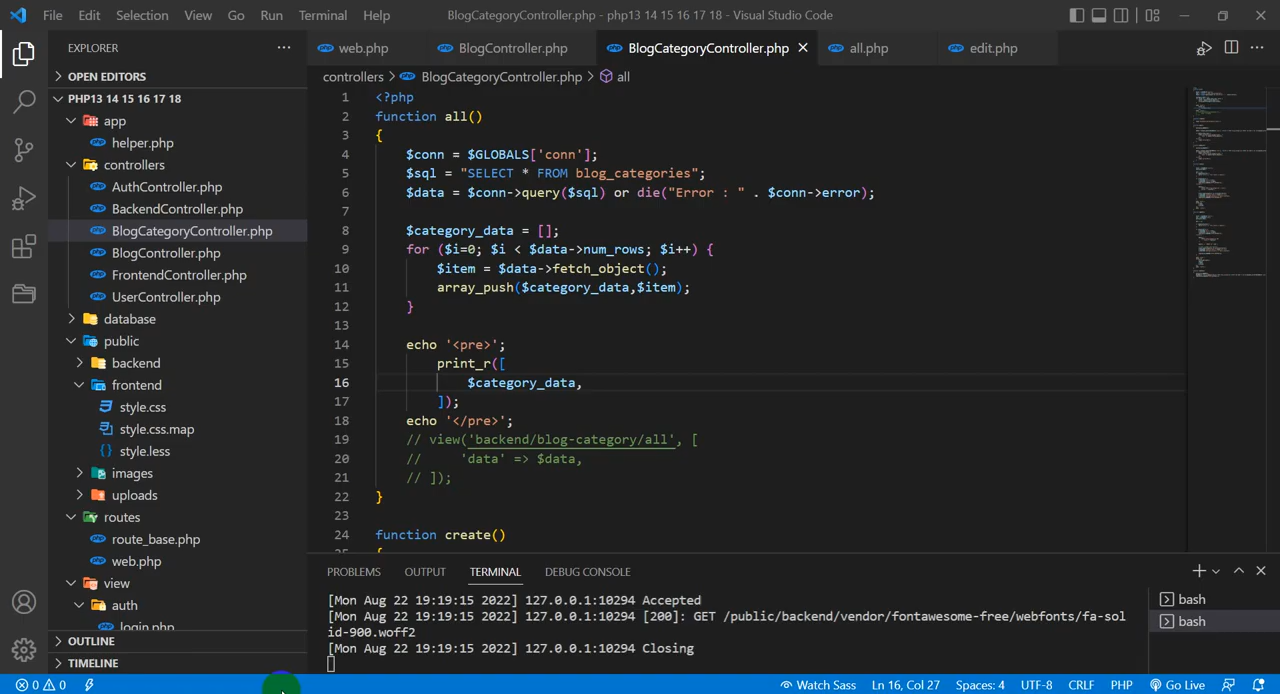 File Edit Selection View Go Run Terminal Help BlogCategoryController.php - php13 14 15 16 17 18 - Visual Studio Code
EXPLORER
web.php BlogController.php BlogCategoryController.php all.php edit.php
OPEN EDITORS
PHP13 14 15 16 17 18
app
helper.php
controllers
AuthController.php
BackendController.php
BlogCategoryController.php
BlogController.php
FrontendController.php
UserController.php
database
public
backend
frontend
style.css
style.css.map
style.less
images
uploads
routes
route_base.php
web.php
view
auth
login.php
OUTLINE
TIMELINE
controllers > BlogCategoryController.php > all
1 <?php
2 function all()
3 {
4 $conn = $GLOBALS['conn'];
5 $sql = "SELECT * FROM blog_categories";
6 $data = $conn->query($sql) or die("Error : " . $conn->error);
7
8 $category_data = [];
9 for ($i=0; $i < $data->num_rows; $i++) {
10 $item = $data->fetch_object();
11 array_push($category_data,$item);
12 }
13
14 echo '<pre>';
15 print_r([
16 $category_data,
17 ]);
18 echo '</pre>';
19 // view('backend/blog-category/all', [
20 // 'data' => $data,
21 // ]);
22 }
23
24 function create()
25 {
PROBLEMS OUTPUT TERMINAL DEBUG CONSOLE
[Mon Aug 22 19:19:15 2022] 127.0.0.1:10294 Accepted
[Mon Aug 22 19:19:15 2022] 127.0.0.1:10294 [200]: GET /public/backend/vendor/fontawesome-free/webfonts/fa-sol
id-900.woff2
[Mon Aug 22 19:19:15 2022] 127.0.0.1:10294 Closing
bash
bash
0 0 Watch Sass Ln 16, Col 27 Spaces: 4 UTF-8 CRLF PHP Go Live